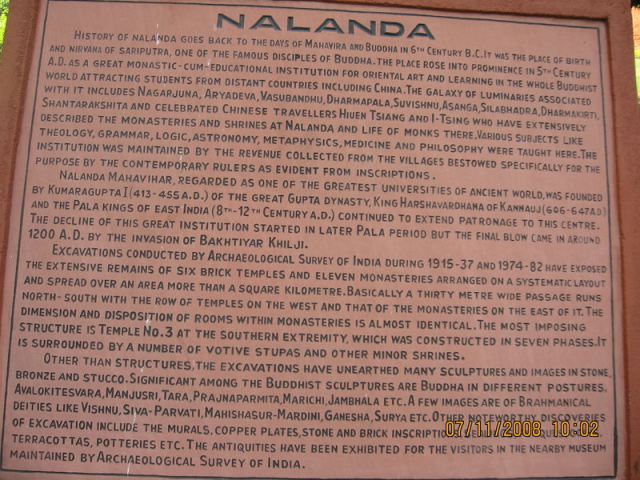 NALANDA
HISTORY OF NALANDA GOES BACK TO THE DAYS OF MAHAVIRA AND BUDDHA IN 6TH CENTURY B.C. IT WAS THE PLACE OF BIRTH
AND NIRVANA OF SARIPUTRA, ONE OF THE FAMOUS DISCIPLES OF BUDDHA. THE PLACE ROSE INTO PROMINENCE IN 5TH CENTURY
A.D. AS A GREAT MONASTIC-CUM-EDUCATIONAL INSTITUTION FOR ORIENTAL ART AND LEARNING IN THE WHOLE BUDDHIST
WORLD ATTRACTING STUDENTS FROM DISTANT COUNTRIES INCLUDING CHINA. THE GALAXY OF LUMINARIES ASSOCIATED
WITH IT INCLUDES NAGARJUNA, ARYADEVA, VASUBANDHU, DHARMAPALA, SUVISHNU, ASANGA, SILABHADRA, DHARMAKIRTI,
SHANTARAKSHITA AND CELEBRATED CHINESE TRAVELLERS HIUEN TSIANG AND I-TSING WHO HAVE EXTENSIVELY
DESCRIBED THE MONASTERIES AND SHRINES AT NALANDA AND LIFE OF MONKS THERE. VARIOUS SUBJECTS LIKE
THEOLOGY, GRAMMAR, LOGIC, ASTRONOMY, METAPHYSICS, MEDICINE AND PHILOSOPHY WERE TAUGHT HERE. THE
INSTITUTION WAS MAINTAINED BY THE REVENUE COLLECTED FROM THE VILLAGES BESTOWED SPECIFICALLY FOR THE
PURPOSE BY THE CONTEMPORARY RULERS AS EVIDENT FROM INSCRIPTIONS.
NALANDA MAHAVIHAR, REGARDED AS ONE OF THE GREATEST UNIVERSITIES OF ANCIENT WORLD, WAS FOUNDED
BY KUMARAGUPTA I (413-455 A.D.) OF THE GREAT GUPTA DYNASTY, KING HARSHAVARDHANA OF KANNAUJ (606-647 A.D)
AND THE PALA KINGS OF EAST INDIA (8TH-12TH CENTURY A.D.) CONTINUED TO EXTEND PATRONAGE TO THIS CENTRE.
THE DECLINE OF THIS GREAT INSTITUTION STARTED IN LATER PALA PERIOD BUT THE FINAL BLOW CAME IN AROUND
1200 A.D. BY THE INVASION OF BAKHTIYAR KHILJI.
EXCAVATIONS CONDUCTED BY ARCHAEOLOGICAL SURVEY OF INDIA DURING 1915-37 AND 1974-82 HAVE EXPOSED
THE EXTENSIVE REMAINS OF SIX BRICK TEMPLES AND ELEVEN MONASTERIES ARRANGED ON A SYSTEMATIC LAYOUT
AND SPREAD OVER AN AREA MORE THAN A SQUARE KILOMETRE. BASICALLY A THIRTY METRE WIDE PASSAGE RUNS
NORTH-SOUTH WITH THE ROW OF TEMPLES ON THE WEST AND THAT OF THE MONASTERIES ON THE EAST OF IT. THE
DIMENSION AND DISPOSITION OF ROOMS WITHIN MONASTERIES IS ALMOST IDENTICAL. THE MOST IMPOSING
STRUCTURE IS TEMPLE NO. 3 AT THE SOUTHERN EXTREMITY, WHICH WAS CONSTRUCTED IN SEVEN PHASES. IT
IS SURROUNDED BY A NUMBER OF VOTIVE STUPAS AND OTHER MINOR SHRINES.
OTHER THAN STRUCTURES, THE EXCAVATIONS HAVE UNEARTHED MANY SCULPTURES AND IMAGES IN STONE,
BRONZE AND STUCCO. SIGNIFICANT AMONG THE BUDDHIST SCULPTURES ARE BUDDHA IN DIFFERENT POSTURES,
AVALOKITESVARA, MANJUSRI, TARA, PRAJNAPARMITA, MARICHI, JAMBHALA ETC. A FEW IMAGES ARE OF BRAHMANICAL
DEITIES LIKE VISHNU, SIVA-PARVATI, MAHISHASUR-MARDINI, GANESHA, SURYA ETC. OTHER NOTEWORTHY DISCOVERIES
OF EXCAVATION INCLUDE THE MURALS, COPPER PLATES, STONE AND BRICK
TERRACOTTAS, POTTERIES ETC. THE ANTIQUITIES HAVE BEEN EXHIBITED FOR THE VISITORS IN THE NEARBY MUSEUM
MAINTAINED BY ARCHAEOLOGICAL SURVEY OF INDIA.
07/11/2008 10:02